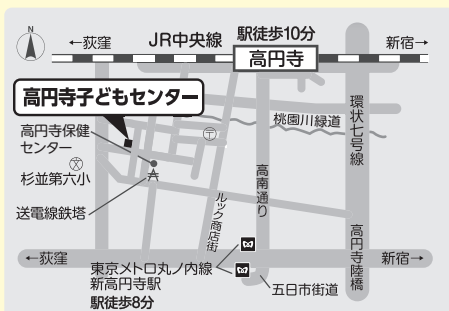 N
←荻窪
JR中央線
駅徒歩10分
高円寺
新宿→
高円寺子どもセンター
高円寺保健
センター
文
杉並第六小
送電線鉄塔
〒
桃園川緑道
環状七号線
高南通り
ルック商店街
高円寺陸橋
←荻窪
新宿→
東京メトロ丸ノ内線
新高円寺駅
駅徒歩8分
五日市街道